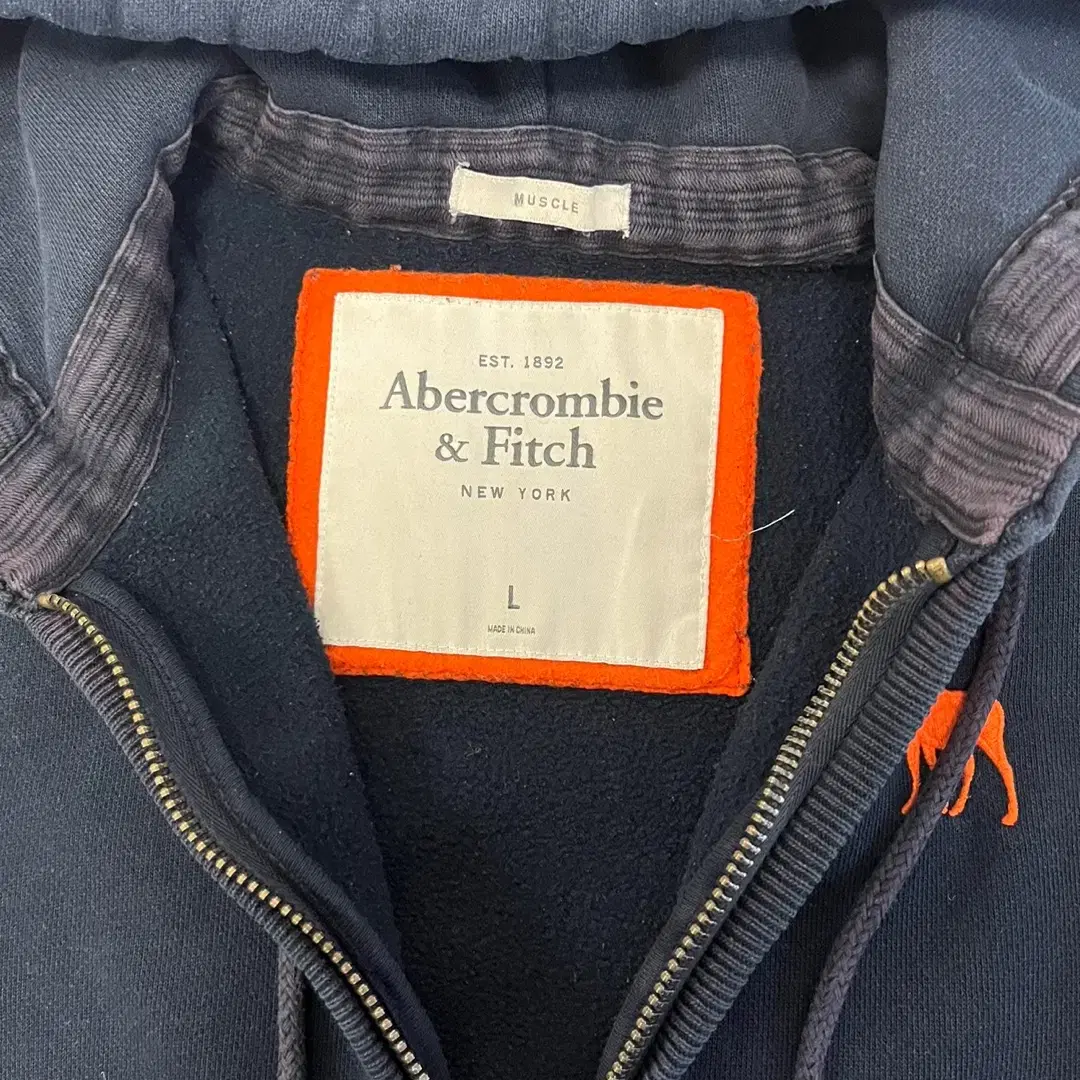 MUSCLE
EST. 1892
Abercrombie
& Fitch
NEW YORK
L
MADE IN CHINA